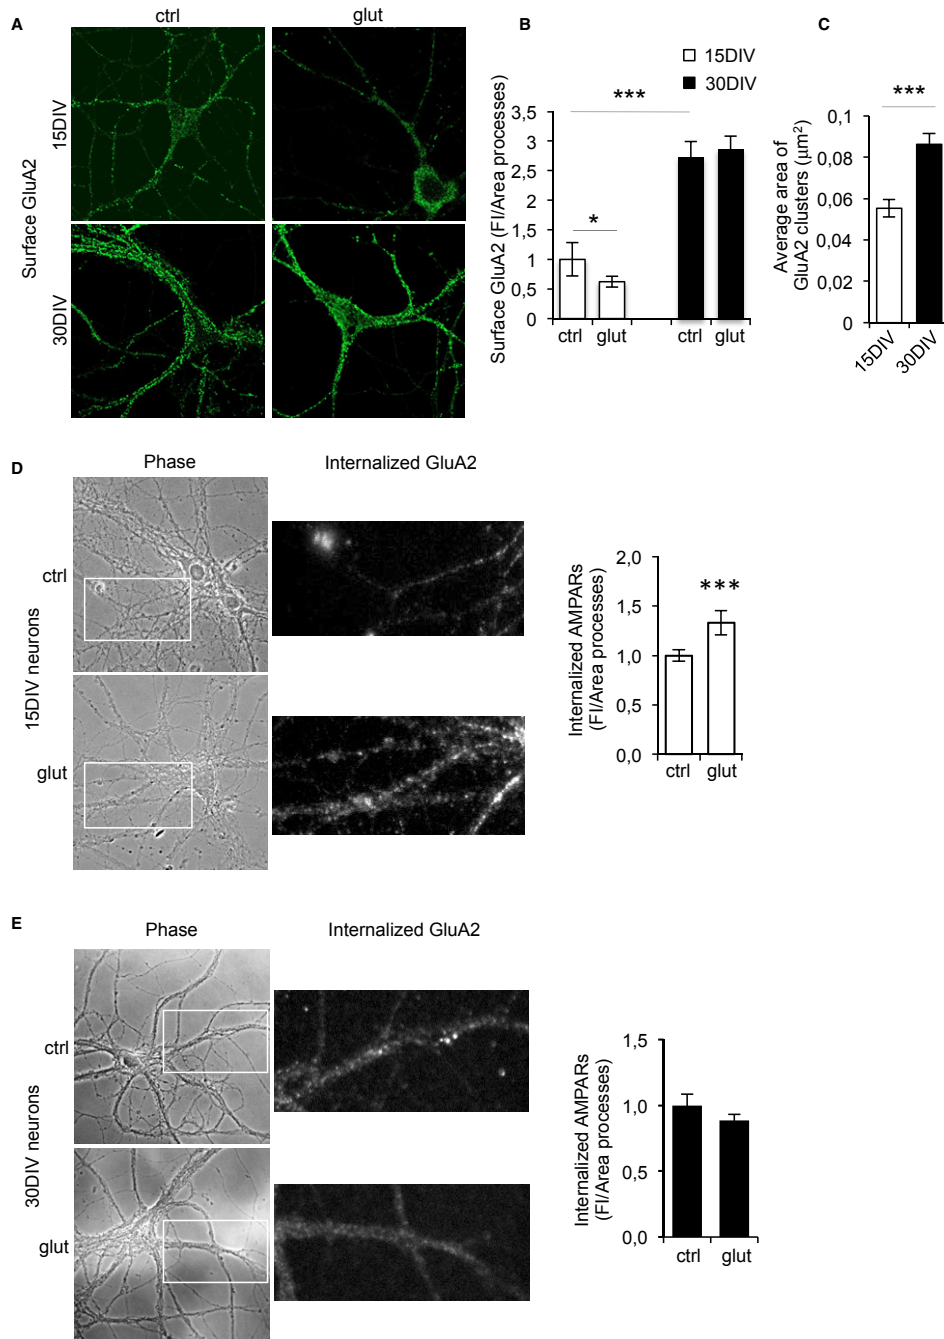 A
ctrl
glut
Surface GluA2
15DIV
30DIV
B
15DIV
30DIV
Surface GluA2 (FI/Area processes)
3,5
3
2,5
2
1,5
1
0,5
0
***
*
ctrl
glut
ctrl
glut
C
***
Average area of
GluA2 clusters (µm²)
0,1
0,08
0,06
0,04
0,02
0
15DIV
30DIV
D
Phase
Internalized GluA2
15DIV neurons
ctrl
glut
Internalized AMPARs
(FI/Area processes)
2,0
1,5
1,0
0,5
0,0
***
ctrl
glut
E
Phase
Internalized GluA2
30DIV neurons
ctrl
glut
Internalized AMPARs
(FI/Area processes)
1,5
1,0
0,5
0,0
ctrl
glut